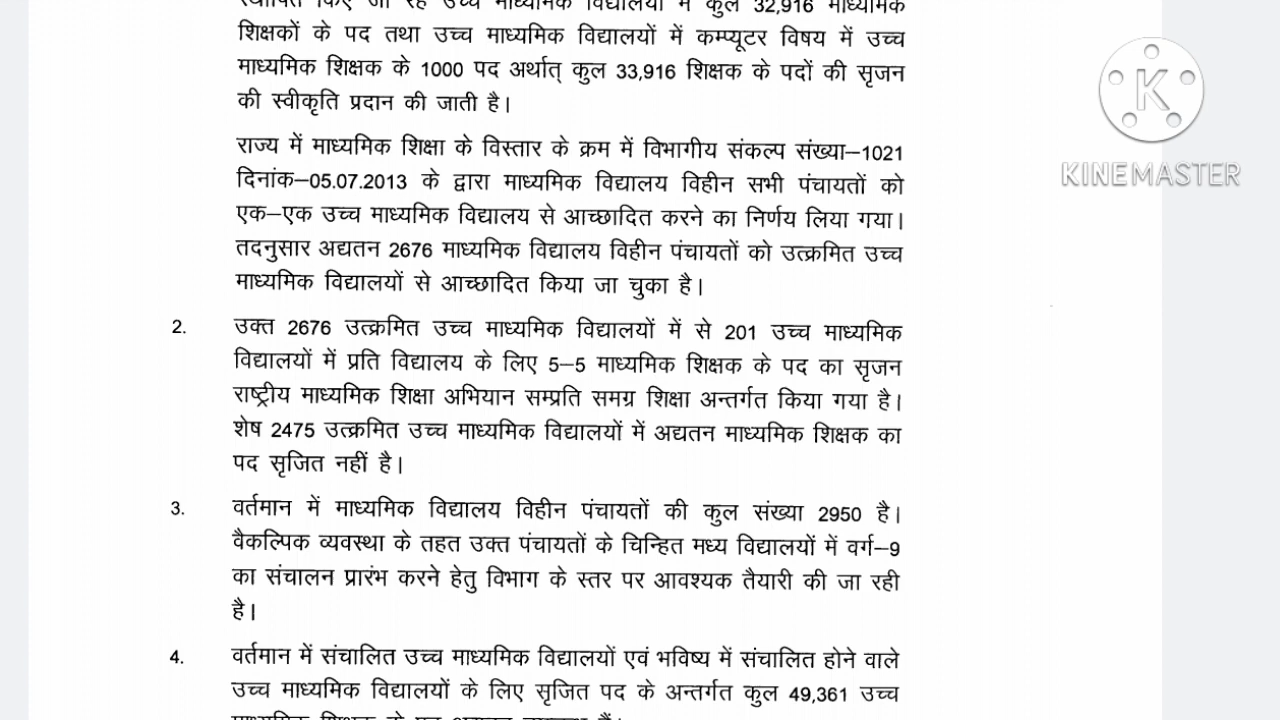 स्थापित किए जा रहे उच्च माध्यमिक विद्यालयों में कुल 32,916 माध्यमिक
शिक्षकों के पद तथा उच्च माध्यमिक विद्यालयों में कम्प्यूटर विषय में उच्च
माध्यमिक शिक्षक के 1000 पद अर्थात् कुल 33,916 शिक्षक के पदों की सृजन
की स्वीकृति प्रदान की जाती है।
राज्य में माध्यमिक शिक्षा के विस्तार के क्रम में विभागीय संकल्प संख्या–1021
दिनांक–05.07.2013 के द्वारा माध्यमिक विद्यालय विहीन सभी पंचायतों को
एक–एक उच्च माध्यमिक विद्यालय से आच्छादित करने का निर्णय लिया गया।
तदनुसार अद्यतन 2676 माध्यमिक विद्यालय विहीन पंचायतों को उत्क्रमित उच्च
माध्यमिक विद्यालयों से आच्छादित किया जा चुका है।
2. उक्त 2676 उत्क्रमित उच्च माध्यमिक विद्यालयों में से 201 उच्च माध्यमिक
विद्यालयों में प्रति विद्यालय के लिए 5–5 माध्यमिक शिक्षक के पद का सृजन
राष्ट्रीय माध्यमिक शिक्षा अभियान सम्प्रति समग्र शिक्षा अन्तर्गत किया गया है।
शेष 2475 उत्क्रमित उच्च माध्यमिक विद्यालयों में अद्यतन माध्यमिक शिक्षक का
पद सृजित नहीं है।
3. वर्तमान में माध्यमिक विद्यालय विहीन पंचायतों की कुल संख्या 2950 है।
वैकल्पिक व्यवस्था के तहत उक्त पंचायतों के चिन्हित मध्य विद्यालयों में वर्ग–9
का संचालन प्रारंभ करने हेतु विभाग के स्तर पर आवश्यक तैयारी की जा रही
है।
4. वर्तमान में संचालित उच्च माध्यमिक विद्यालयों एवं भविष्य में संचालित होने वाले
उच्च माध्यमिक विद्यालयों के लिए सृजित पद के अन्तर्गत कुल 49,361 उच्च
K
KINEMASTER